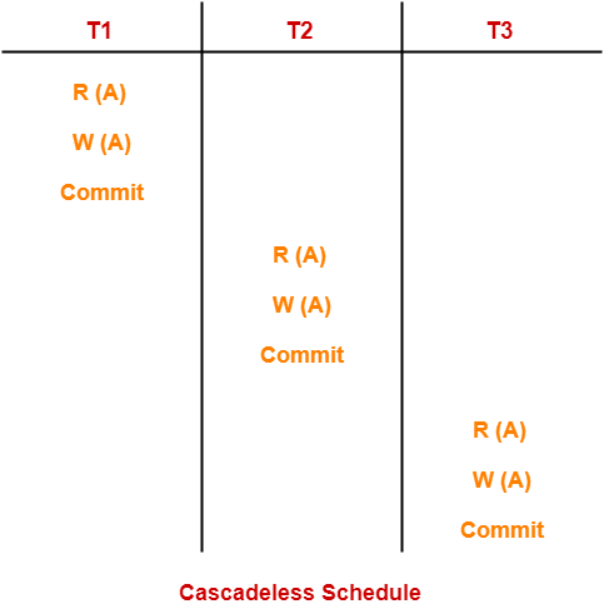 T1 T2 T3
R (A)
W (A)
Commit
R (A)
W (A)
Commit
R (A)
W (A)
Commit
Cascadeless Schedule